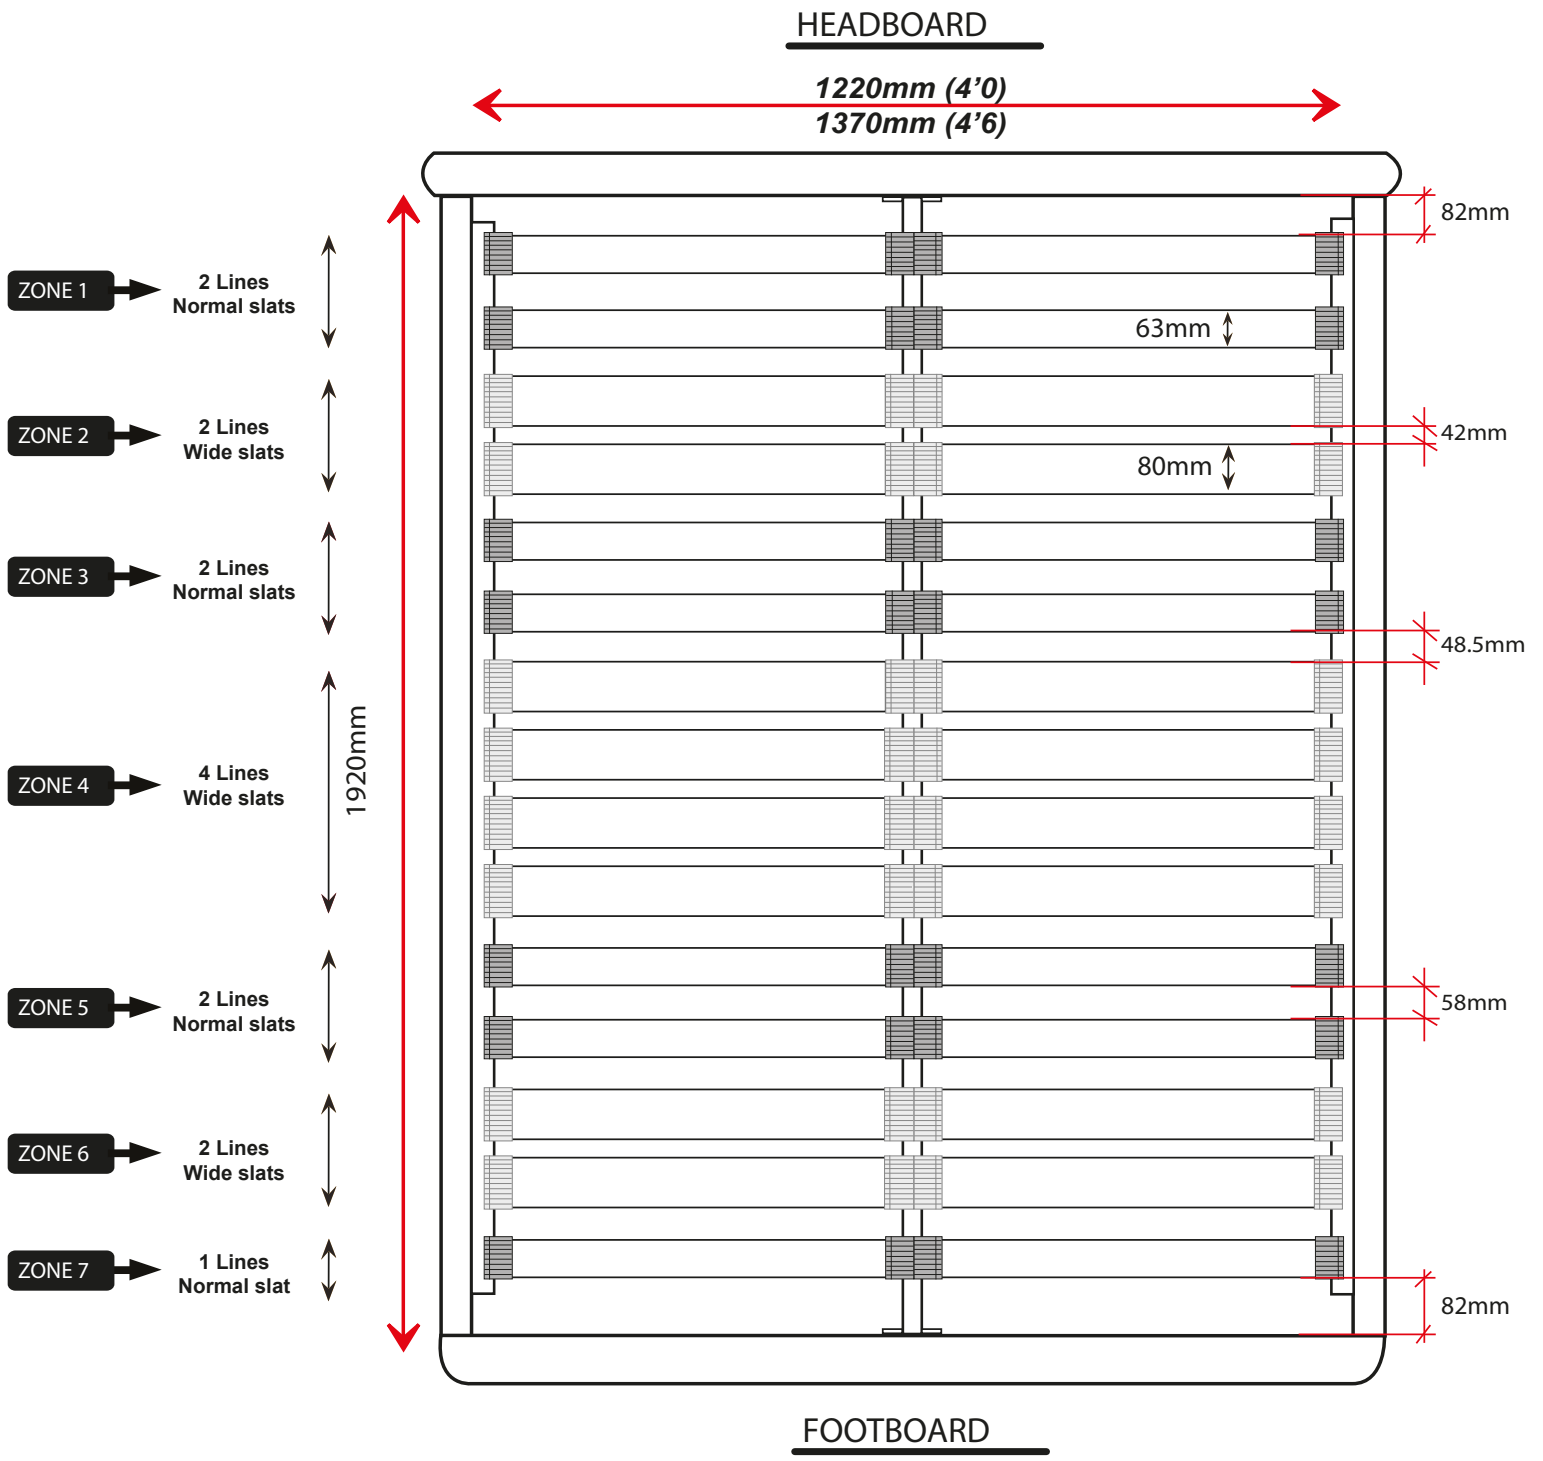 HEADBOARD
1220mm (4'0)
1370mm (4'6)
82mm
ZONE 1
2 Lines
Normal slats
63mm
ZONE 2
2 Lines
Wide slats
42mm
80mm
ZONE 3
2 Lines
Normal slats
48.5mm
1920mm
ZONE 4
4 Lines
Wide slats
ZONE 5
2 Lines
Normal slats
58mm
ZONE 6
2 Lines
Wide slats
ZONE 7
1 Lines
Normal slat
82mm
FOOTBOARD